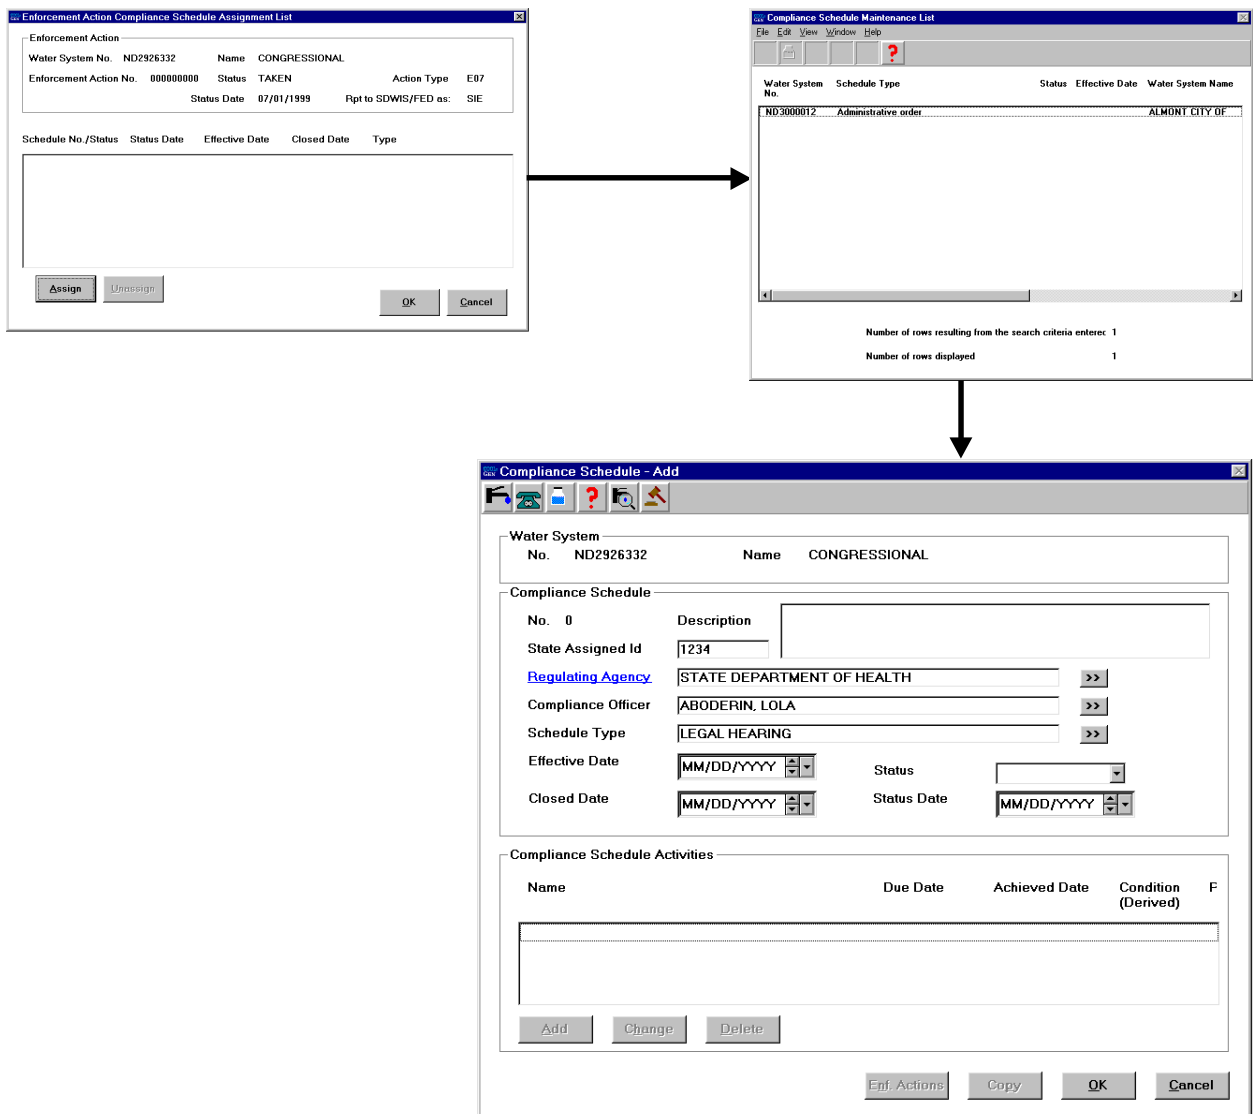 Enforcement Action Compliance Schedule Assignment List
Enforcement Action
Water System No. ND2926332 Name CONGRESSIONAL
Enforcement Action No. 000000000 Status TAKEN Action Type E07
Status Date 07/01/1999 Rpt to SDWIS/FED as: SIE
Schedule No./Status Status Date Effective Date Closed Date Type
Assign Unassign
OK Cancel
Compliance Schedule Maintenance List
File Edit View Window Help
?
Water System No. Schedule Type Status Effective Date Water System Name
ND3000012 Administrative order ALMONT CITY OF
Number of rows resulting from the search criteria enterec 1
Number of rows displayed 1
Compliance Schedule - Add
?
Water System
No. ND2926332 Name CONGRESSIONAL
Compliance Schedule
No. 0 Description
State Assigned Id 1234
Regulating Agency STATE DEPARTMENT OF HEALTH >>
Compliance Officer ABODERIN, LOLA >>
Schedule Type LEGAL HEARING >>
Effective Date MM/DD/YYYY Status
Closed Date MM/DD/YYYY Status Date MM/DD/YYYY
Compliance Schedule Activities
Name Due Date Achieved Date Condition (Derived) F
Add Change Delete
Enf. Actions Copy OK Cancel